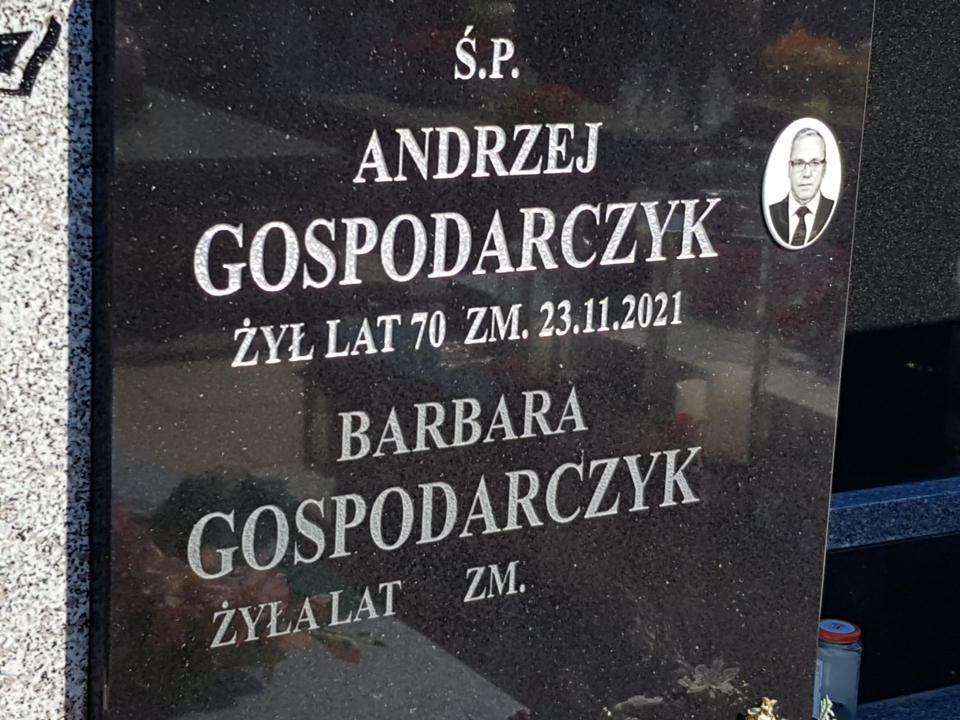 Ś.P.
ANDRZEJ
GOSPODARCZYK
ŻYŁ LAT 70 ZM. 23.11.2021
BARBARA
GOSPODARCZYK
ŻYŁA LAT ZM.